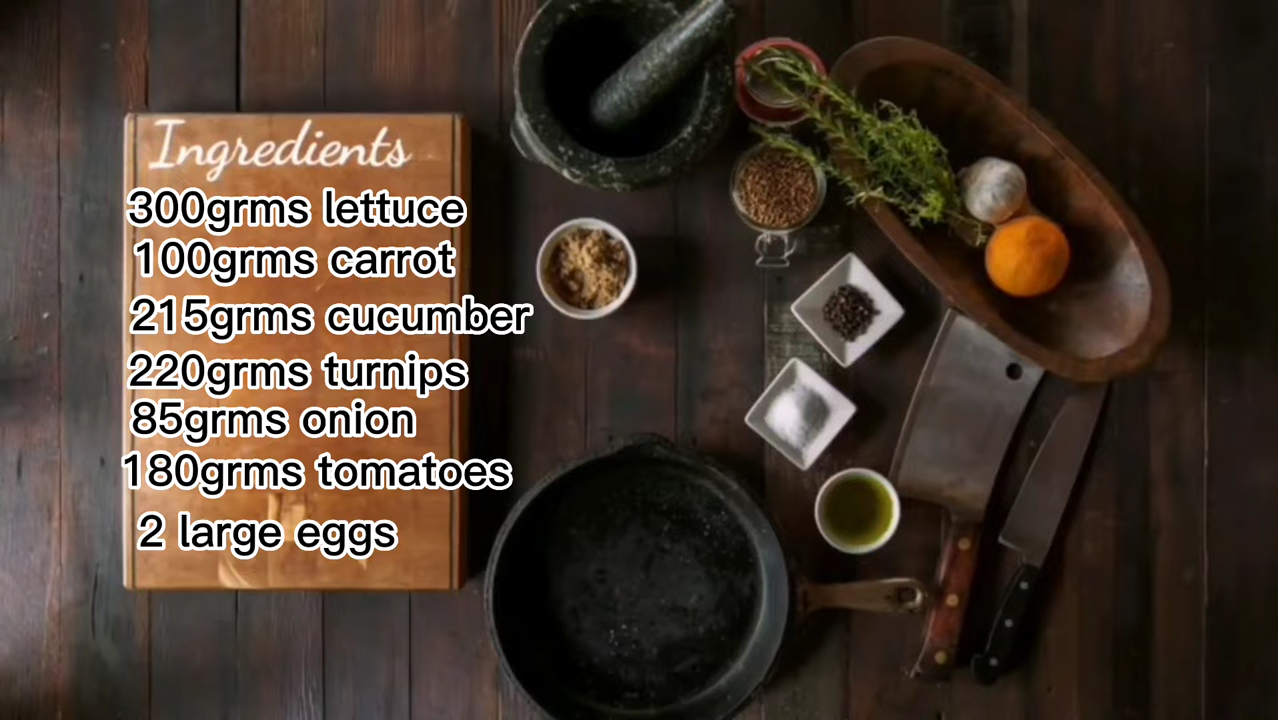 Ingredients
300grms lettuce
100grms carrot
215grms cucumber
220grms turnips
85grms onion
180grms tomatoes
2 large eggs